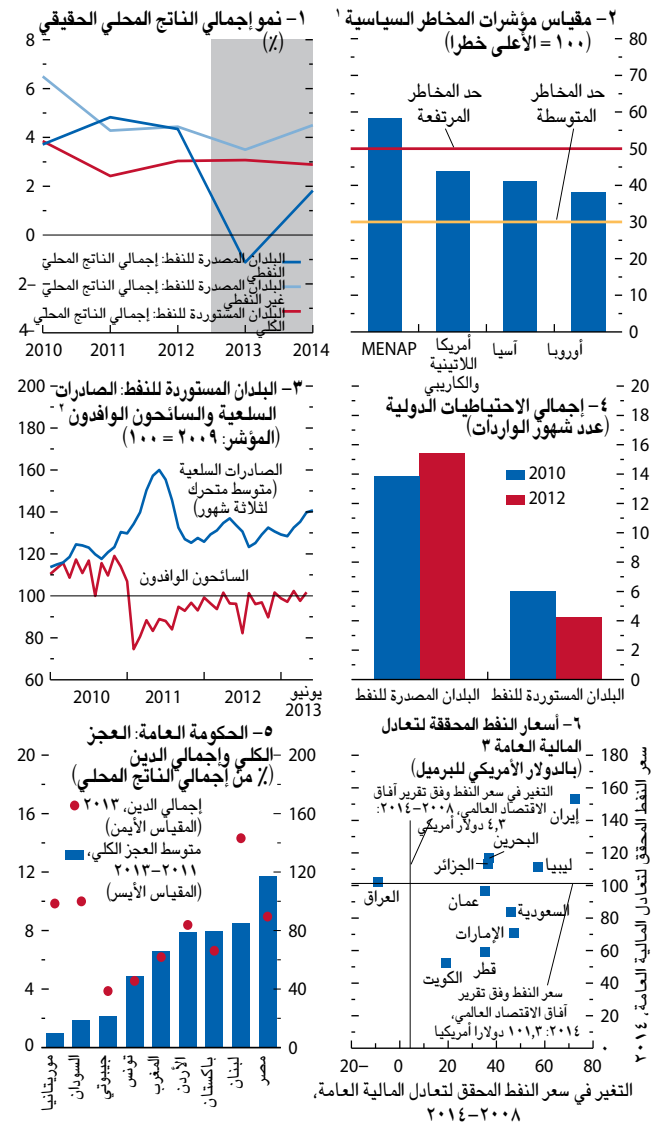 ١- نمو إجمالي الناتج المحلي الحقيقي
(٪)
8
6
4
2
0
2–
4–
2010 2011 2012 2013 2014
البلدان المصدرة للنفط: إجمالي الناتج المحلي
النفطي
البلدان المصدرة للنفط: إجمالي الناتج المحلي
غير النفطي
البلدان المستوردة للنفط: إجمالي الناتج المحلي
الكلي
٢- مقياس مؤشرات المخاطر السياسية ١
(١٠٠ = الأعلى خطرا)
80
70
60
50
40
30
20
10
0
حد المخاطر
المرتفعة
حد المخاطر
المتوسطة
MENAP
أمريكا
اللاتينية
والكاريبي
آسيا
أوروبا
٣- البلدان المستوردة للنفط: الصادرات
السلعية والسائحون الوافدون ٢
(المؤشر: ٢٠٠٩ = ١٠٠)
200
180
160
140
120
100
80
60
الصادرات السلعية
(متوسط متحرك
لثلاثة شهور)
السائحون الوافدون
2010 2011 2012
يونيو
2013
٤- إجمالي الاحتياطيات الدولية
(عدد شهور الواردات)
20
18
16
14
12
10
8
6
4
2
0
2010
2012
البلدان المصدرة للنفط
البلدان المستوردة للنفط
٥- الحكومة العامة: العجز
الكلي وإجمالي الدين
(٪ من إجمالي الناتج المحلي)
20
16
12
8
4
0
200
160
120
80
40
0
إجمالي الدين، ٢٠١٣
(المقياس الأيمن)
متوسط العجز الكلي،
٢٠١١-٢٠١٣
(المقياس الأيسر)
موريتانيا
السودان
جيبوتي
تونس
المغرب
الأردن
باكستان
لبنان
مصر
٦- أسعار النفط المحققة لتعادل
المالية العامة ٣
(بالدولار الأمريكي للبرميل)
180
160
140
120
100
80
60
40
20
0
التغير في سعر النفط وفق تقرير آفاق
الاقتصاد العالمي، ٢٠٠٨-٢٠١٤:
٤,٣ دولار أمريكي
إيران
البحرين
الجزائر
ليبيا
العراق
عمان
السعودية
الإمارات
قطر
الكويت
سعر النفط وفق تقرير
آفاق الاقتصاد العالمي،
٢٠١٤: ١٠١,٣ دولارا أمريكيا
20– 0 20 40 60 80
سعر النفط المحقق لتعادل المالية العامة، ٢٠١٤
التغير في سعر النفط المحقق لتعادل المالية العامة،
٢٠٠٨-٢٠١٤